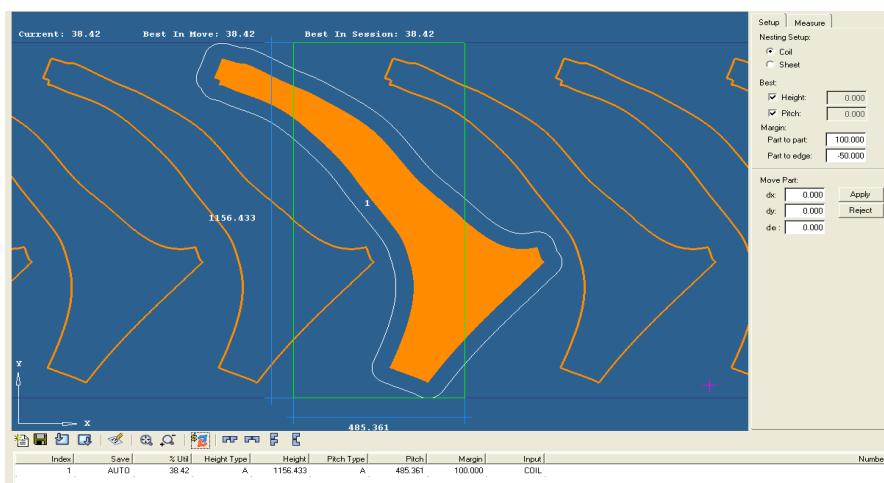 Current: 38.42 Best In Move: 38.42 Best In Session: 38.42
1156.433
1
485.361
Y
X
Setup Measure
Nesting Setup:
Coil
Sheet
Best:
Height: 0.000
Pitch: 0.000
Margin:
Part to part: 100.000
Part to edge: -50.000
Move Part:
dx: 0.000 Apply
dy: 0.000 Reject
de : 0.000
Index Save % Util Height Type Height Pitch Type Pitch Margin Input Numbe
1 AUTO 38.42 A 1156.433 A 485.361 100.000 COIL